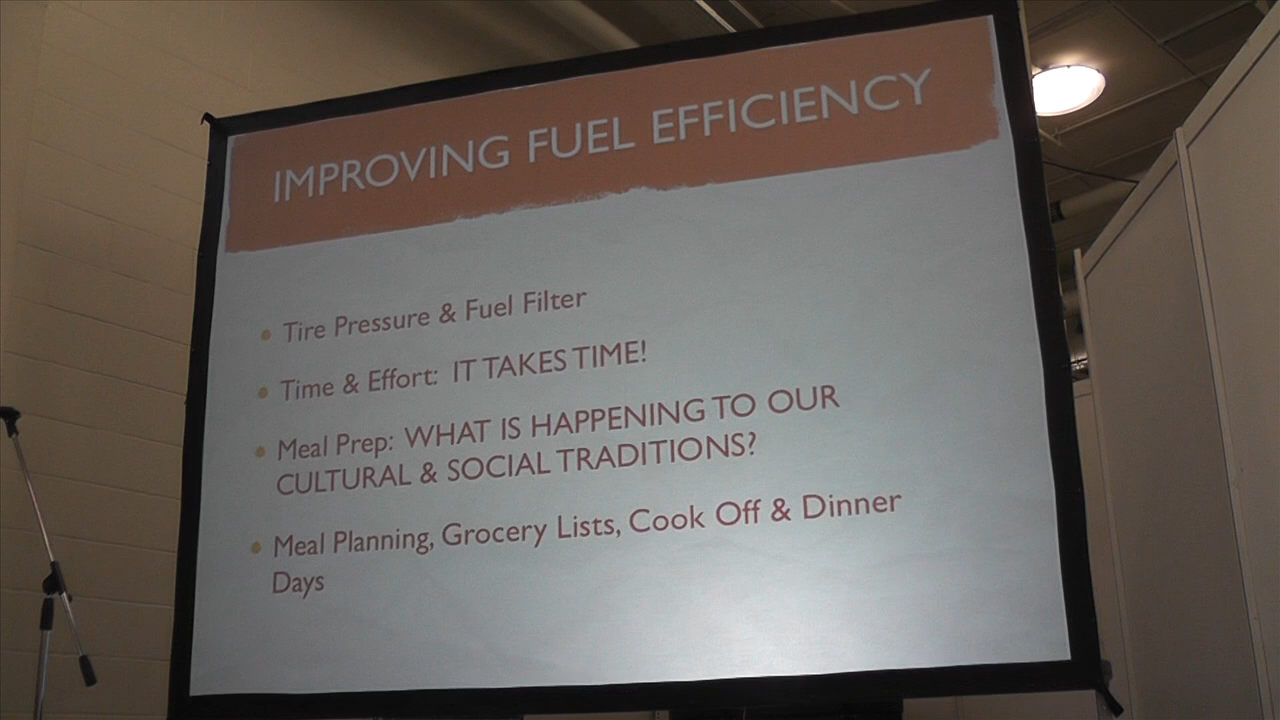 IMPROVING FUEL EFFICIENCY
Tire Pressure & Fuel Filter
Time & Effort: IT TAKES TIME!
Meal Prep: WHAT IS HAPPENING TO OUR
CULTURAL & SOCIAL TRADITIONS?
Meal Planning, Grocery Lists, Cook Off & Dinner
Days